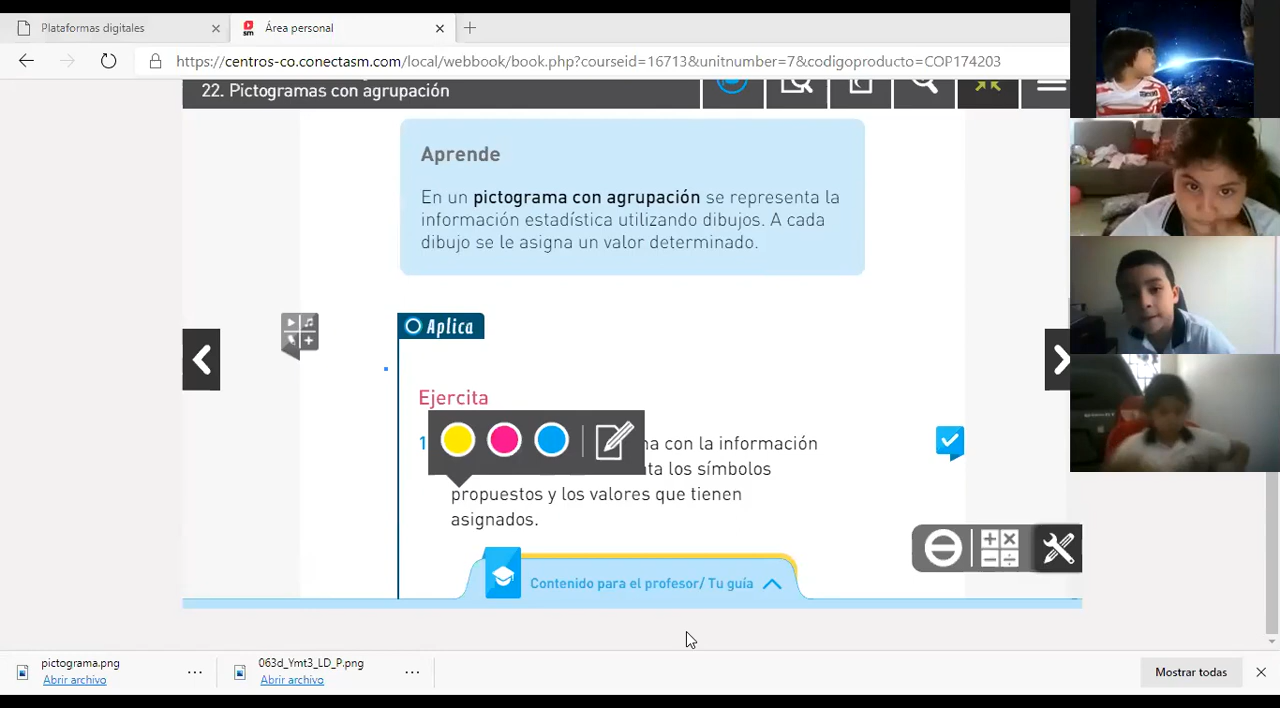 Plataformas digitales
sm
Área personal
https://centros-co.conectasm.com/local/webbook/book.php?courseid=16713&unitnumber=7&codigoproducto=COP174203
22. Pictogramas con agrupación
Aprende
En un pictograma con agrupación se representa la
información estadística utilizando dibujos. A cada
dibujo se le asigna un valor determinado.
Aplica
Ejercita
1 con la información
los símbolos
propuestos y los valores que tienen
asignados.
Contenido para el profesor/ Tu guía
pictograma.png
Abrir archivo
063d_Ymt3_LD_P.png
Abrir archivo
Mostrar todas